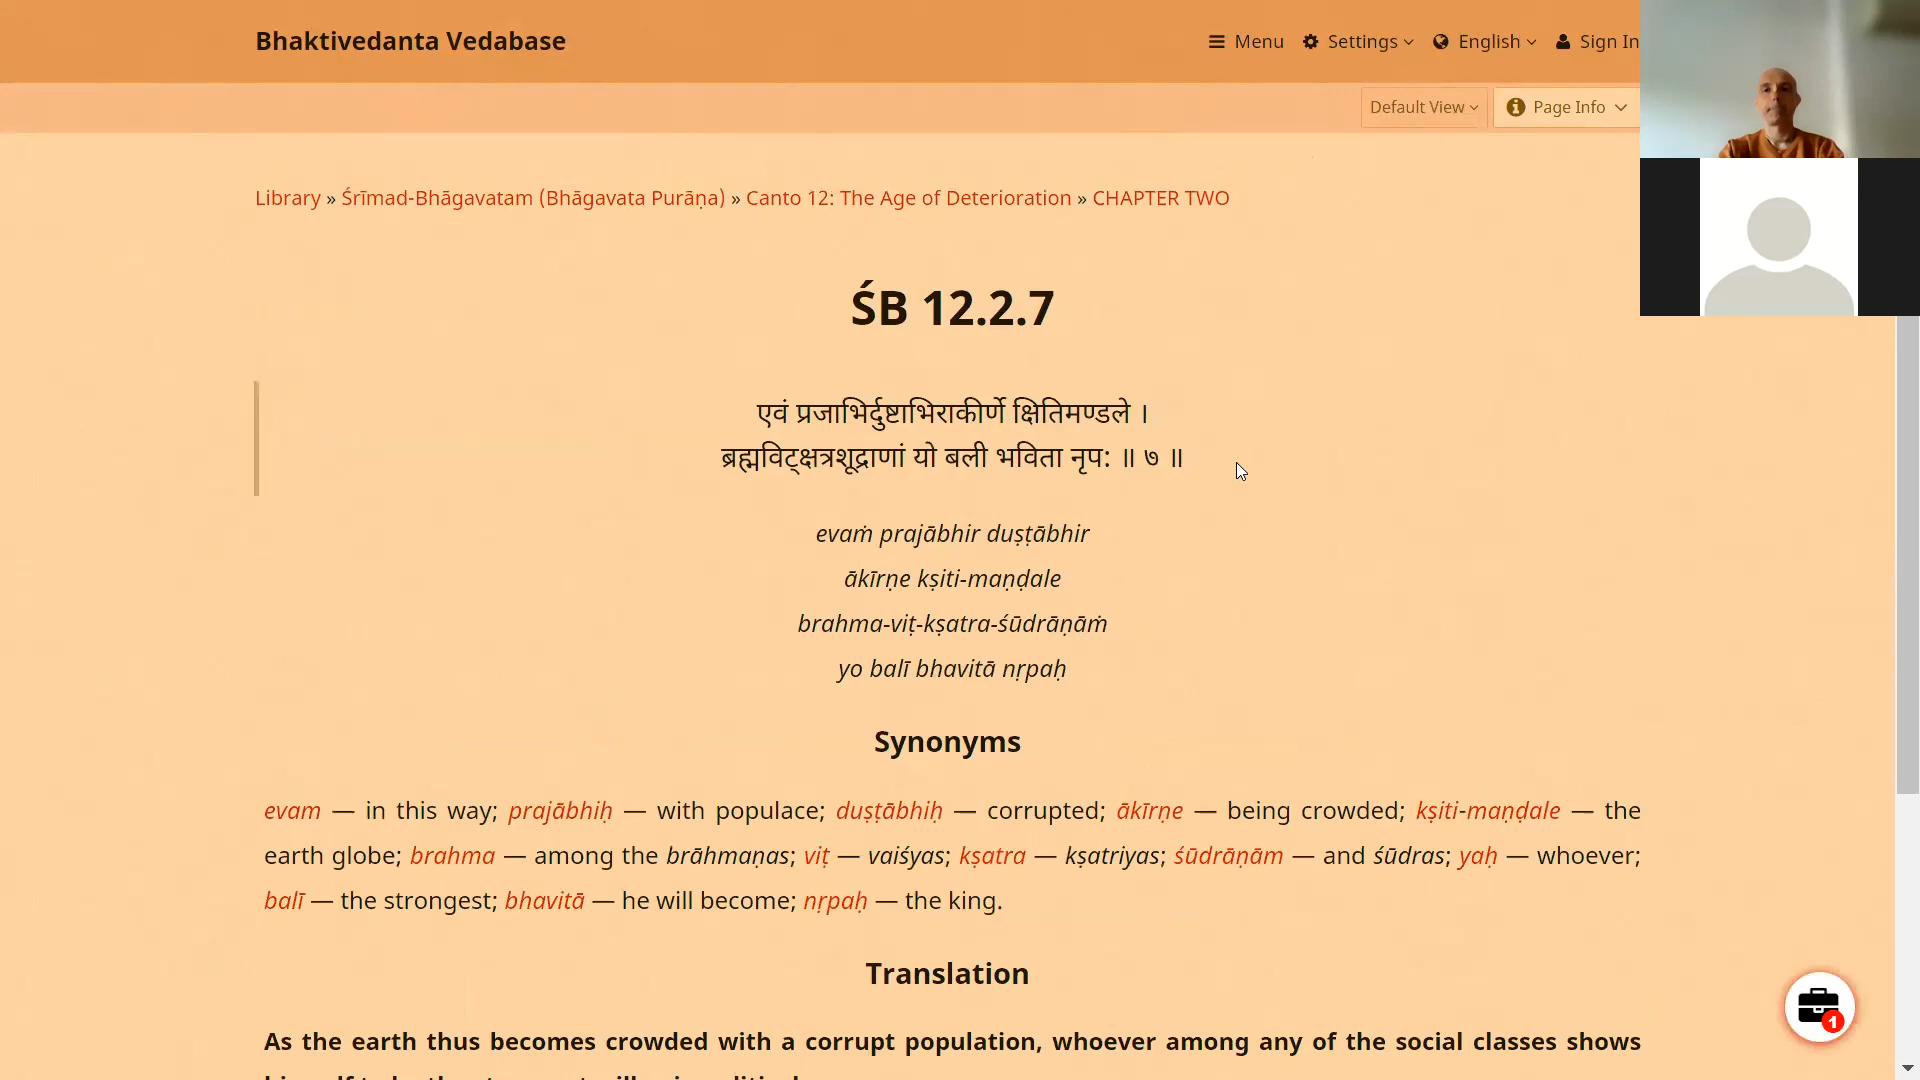 Bhaktivedanta Vedabase
Menu Settings English Sign In
Default View Page Info
Library » Śrīmad-Bhāgavatam (Bhāgavata Purāṇa) » Canto 12: The Age of Deterioration » CHAPTER TWO
ŚB 12.2.7
एवं प्रजाभिर्दुष्टाभिराकीर्णे क्षितिमण्डले ।
ब्रह्मविट्‍क्षत्रशूद्राणां यो बली भविता नृप: ॥ ७ ॥
evaṁ prajābhir duṣṭābhir
ākīrṇe kṣiti-maṇḍale
brahma-viṭ-kṣatra-śūdrāṇāṁ
yo balī bhavitā nṛpaḥ
Synonyms
evam — in this way; prajābhiḥ — with populace; duṣṭābhiḥ — corrupted; ākīrṇe — being crowded; kṣiti-maṇḍale — the
earth globe; brahma — among the brāhmaṇas; viṭ — vaiśyas; kṣatra — kṣatriyas; śūdrāṇām — and śūdras; yaḥ — whoever;
balī — the strongest; bhavitā — he will become; nṛpaḥ — the king.
Translation
As the earth thus becomes crowded with a corrupt population, whoever among any of the social classes shows
1